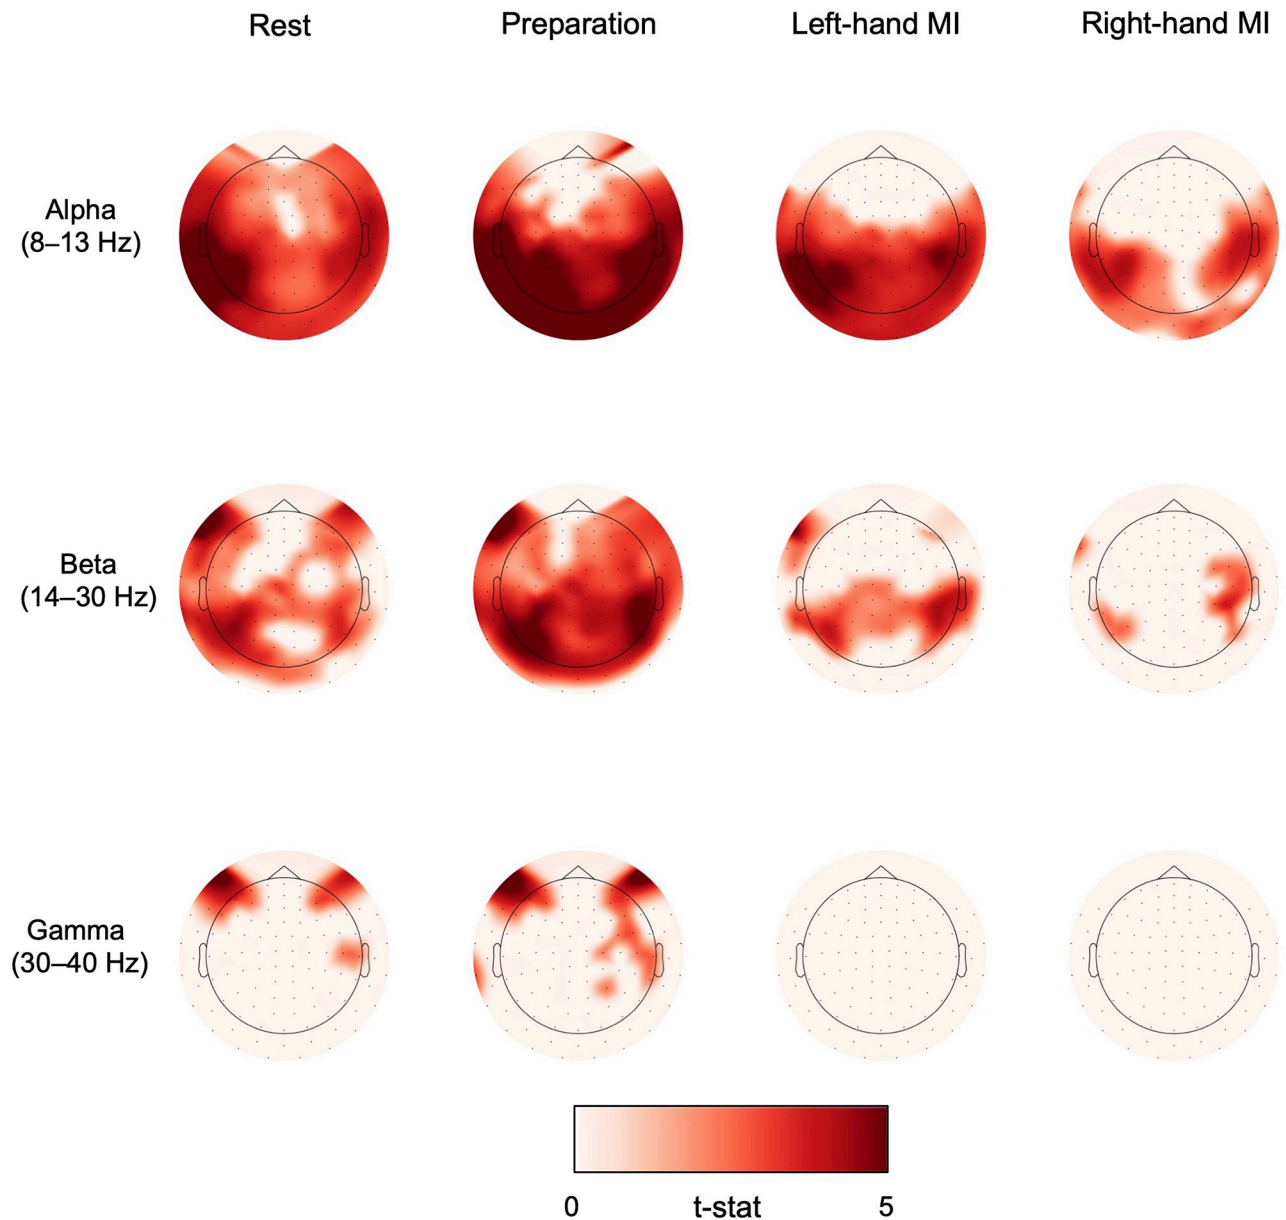 Rest Preparation Left-hand MI Right-hand MI
Alpha
(8–13 Hz)
Beta
(14–30 Hz)
Gamma
(30–40 Hz)
0 t-stat 5